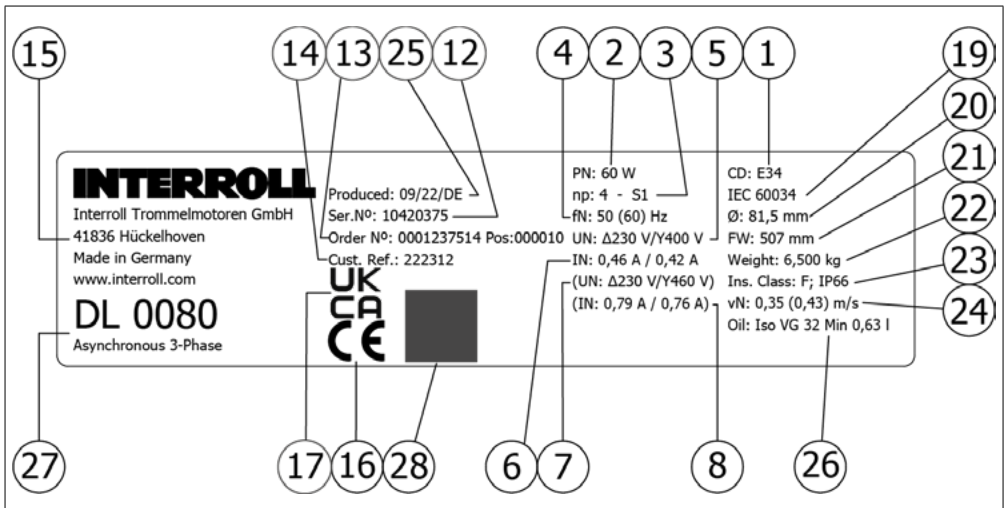 15
14
13
25
12
4
2
3
5
1
19
20
21
22
23
24
INTERROLL
Interroll Trommelmotoren GmbH
41836 Hückelhoven
Made in Germany
www.interroll.com
DL 0080
Asynchronous 3-Phase
Produced: 09/22/DE
Ser.Nº: 10420375
Order Nº: 0001237514 Pos:000010
Cust. Ref.: 222312
UK
CA
CE
PN: 60 W
np: 4 - S1
fN: 50 (60) Hz
UN: Δ230 V/Y400 V
IN: 0,46 A / 0,42 A
(UN: Δ230 V/Y460 V)
(IN: 0,79 A / 0,76 A)
CD: E34
IEC 60034
Ø: 81,5 mm
FW: 507 mm
Weight: 6,500 kg
Ins. Class: F; IP66
vN: 0,35 (0,43) m/s
Oil: Iso VG 32 Min 0,63 l
27
17
16
28
6
7
8
26